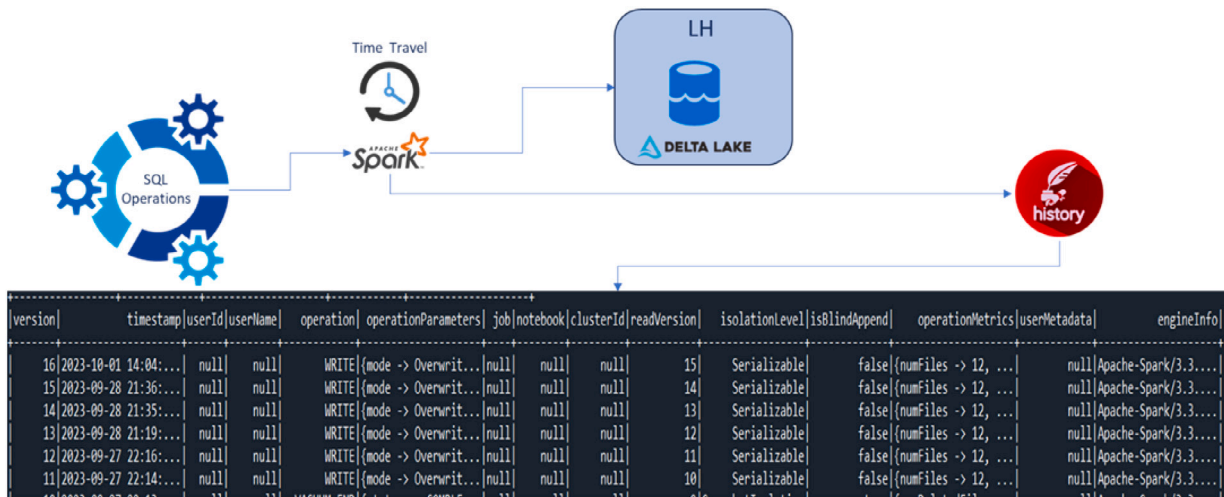 LH
Time Travel
APACHE
Spark
DELTA LAKE
SQL
Operations
history
|version| timestamp|userId|userName| operation| operationParameters| job|notebook|clusterId|readVersion| isolationLevel|isBlindAppend| operationMetrics|userMetadata| engineInfo|
| 16|2023-10-01 14:04:...| null| null| WRITE|{mode -> Overwrit...|null| null| null| 15| Serializable| false|{numFiles -> 12, ...| null|Apache-Spark/3.3....|
| 15|2023-09-28 21:36:...| null| null| WRITE|{mode -> Overwrit...|null| null| null| 14| Serializable| false|{numFiles -> 12, ...| null|Apache-Spark/3.3....|
| 14|2023-09-28 21:35:...| null| null| WRITE|{mode -> Overwrit...|null| null| null| 13| Serializable| false|{numFiles -> 12, ...| null|Apache-Spark/3.3....|
| 13|2023-09-28 21:19:...| null| null| WRITE|{mode -> Overwrit...|null| null| null| 12| Serializable| false|{numFiles -> 12, ...| null|Apache-Spark/3.3....|
| 12|2023-09-27 22:16:...| null| null| WRITE|{mode -> Overwrit...|null| null| null| 11| Serializable| false|{numFiles -> 12, ...| null|Apache-Spark/3.3....|
| 11|2023-09-27 22:14:...| null| null| WRITE|{mode -> Overwrit...|null| null| null| 10| Serializable| false|{numFiles -> 12, ...| null|Apache-Spark/3.3....|